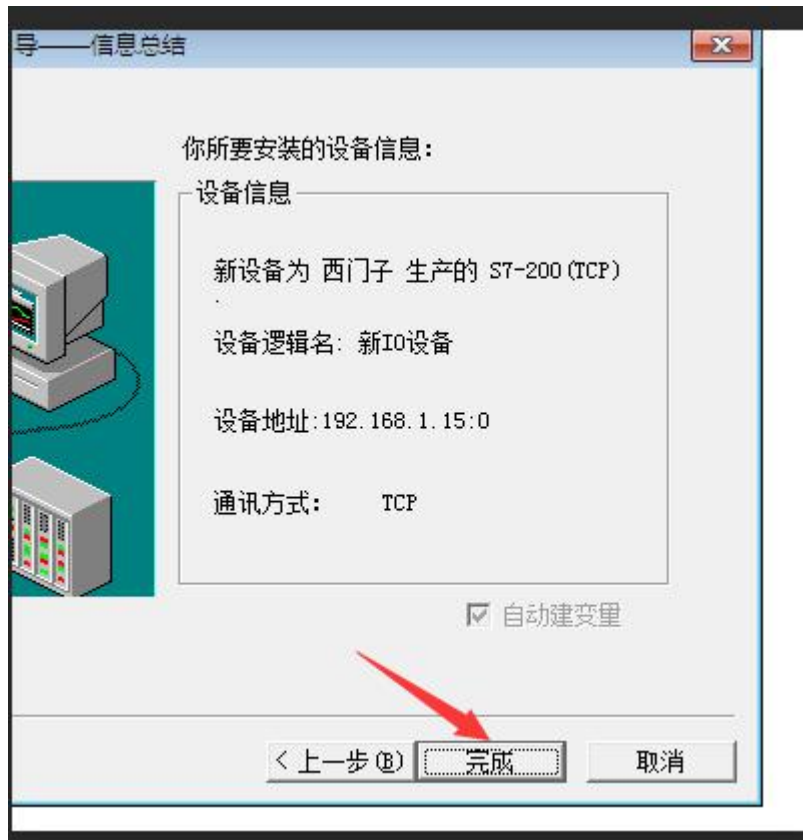 导——信息总结
你所要安装的设备信息：
设备信息
新设备为 西门子 生产的 S7-200(TCP)
.
设备逻辑名: 新IO设备
设备地址:192.168.1.15:0
通讯方式： TCP
自动建变量
<上一步(B) 完成 取消